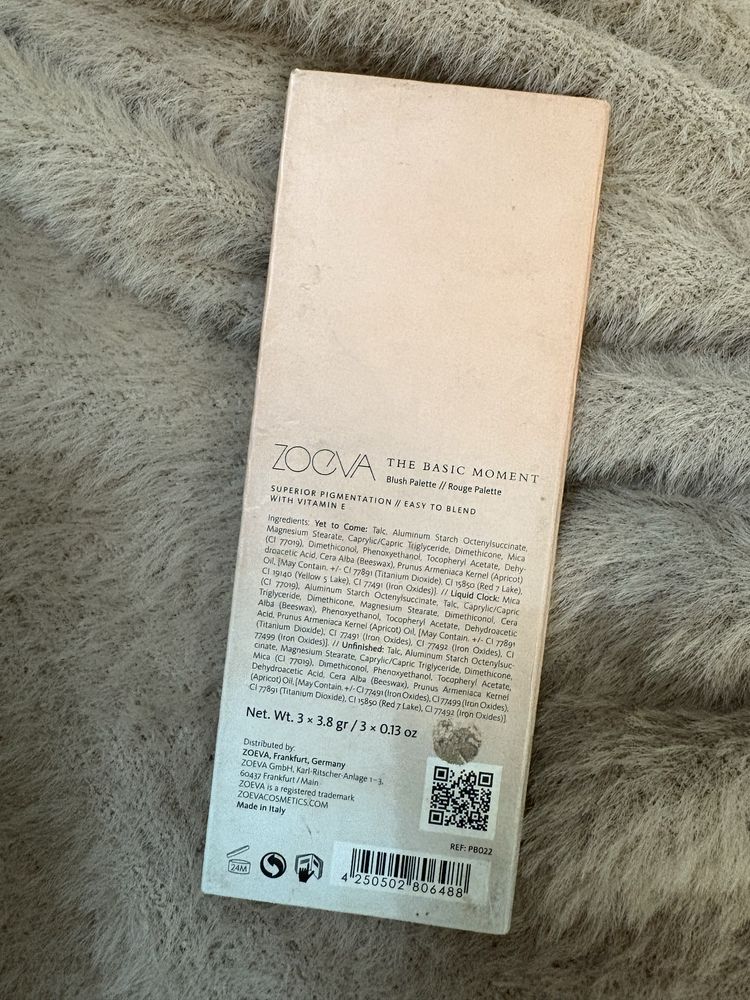 ZOEVA THE BASIC MOMENT
Blush Palette // Rouge Palette
SUPERIOR PIGMENTATION // EASY TO BLEND
WITH VITAMIN E
Ingredients: Yet to Come: Talc, Aluminum Starch Octenylsuccinate,
Magnesium Stearate, Caprylic/Capric Triglyceride, Dimethicone, Mica
(CI 77019), Dimethiconol, Phenoxyethanol, Tocopheryl Acetate, Dehy-
droacetic Acid, Cera Alba (Beeswax), Prunus Armeniaca Kernel (Apricot)
Oil, [May Contain. +/- CI 77891 (Titanium Dioxide), CI 15850 (Red 7 Lake),
CI 19140 (Yellow 5 Lake), CI 77491 (Iron Oxides)]. // Liquid Clock: Mica
(CI 77019), Aluminum Starch Octenylsuccinate, Talc, Caprylic/Capric
Triglyceride, Dimethicone, Magnesium Stearate, Dimethiconol, Cera
Alba (Beeswax), Phenoxyethanol, Tocopheryl Acetate, Dehydroacetic
Acid, Prunus Armeniaca Kernel (Apricot) Oil, [May Contain. +/- CI 77891
(Titanium Dioxide), CI 77491 (Iron Oxides), CI 77492 (Iron Oxides), CI
77499 (Iron Oxides)]. // Unfinished: Talc, Aluminum Starch Octenylsuc-
cinate, Magnesium Stearate, Caprylic/Capric Triglyceride, Dimethicone,
Mica (CI 77019), Dimethiconol, Phenoxyethanol, Tocopheryl Acetate,
Dehydroacetic Acid, Cera Alba (Beeswax), Prunus Armeniaca Kernel
(Apricot) Oil, [May Contain. +/- CI 77491 (Iron Oxides), CI 77499 (Iron Oxides),
CI 77891 (Titanium Dioxide), CI 15850 (Red 7 Lake), CI 77492 (Iron Oxides)]
Net. Wt. 3 × 3.8 gr / 3 × 0.13 oz
Distributed by:
ZOEVA, Frankfurt, Germany
ZOEVA GmbH, Karl-Ritscher-Anlage 1–3,
60437 Frankfurt / Main
ZOEVA is a registered trademark
ZOEVACOSMETICS.COM
Made in Italy
REF: PB022
24M
4 250502 806488